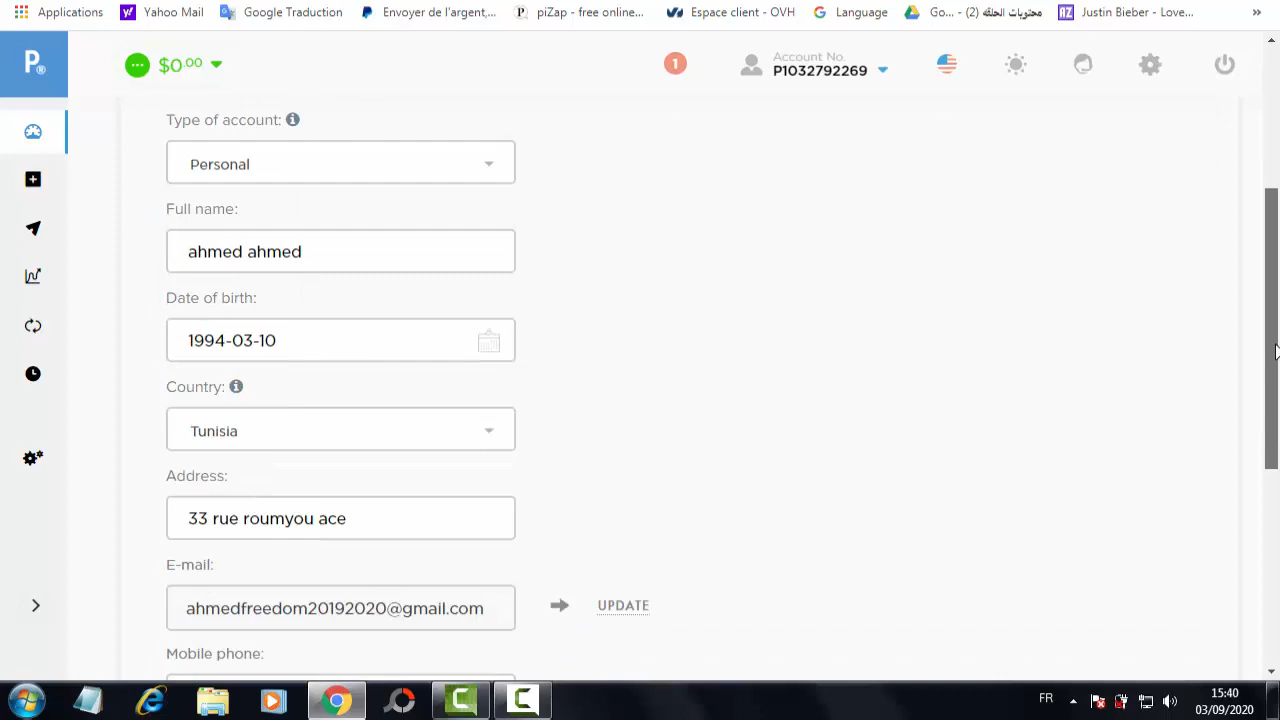 Applications
Yahoo Mail
Google Traduction
Envoyer de l'argent,...
piZap - free online...
Espace client - OVH
Language
محتويات الحلقة (2) - ...Go
Justin Bieber - Love...
»
P
$0.00
1
Account No.
P1032792269
Type of account:
Personal
Full name:
ahmed ahmed
Date of birth:
1994-03-10
Country:
Tunisia
Address:
33 rue roumyou ace
E-mail:
ahmedfreedom20192020@gmail.com
UPDATE
Mobile phone:
FR
15:40
03/09/2020